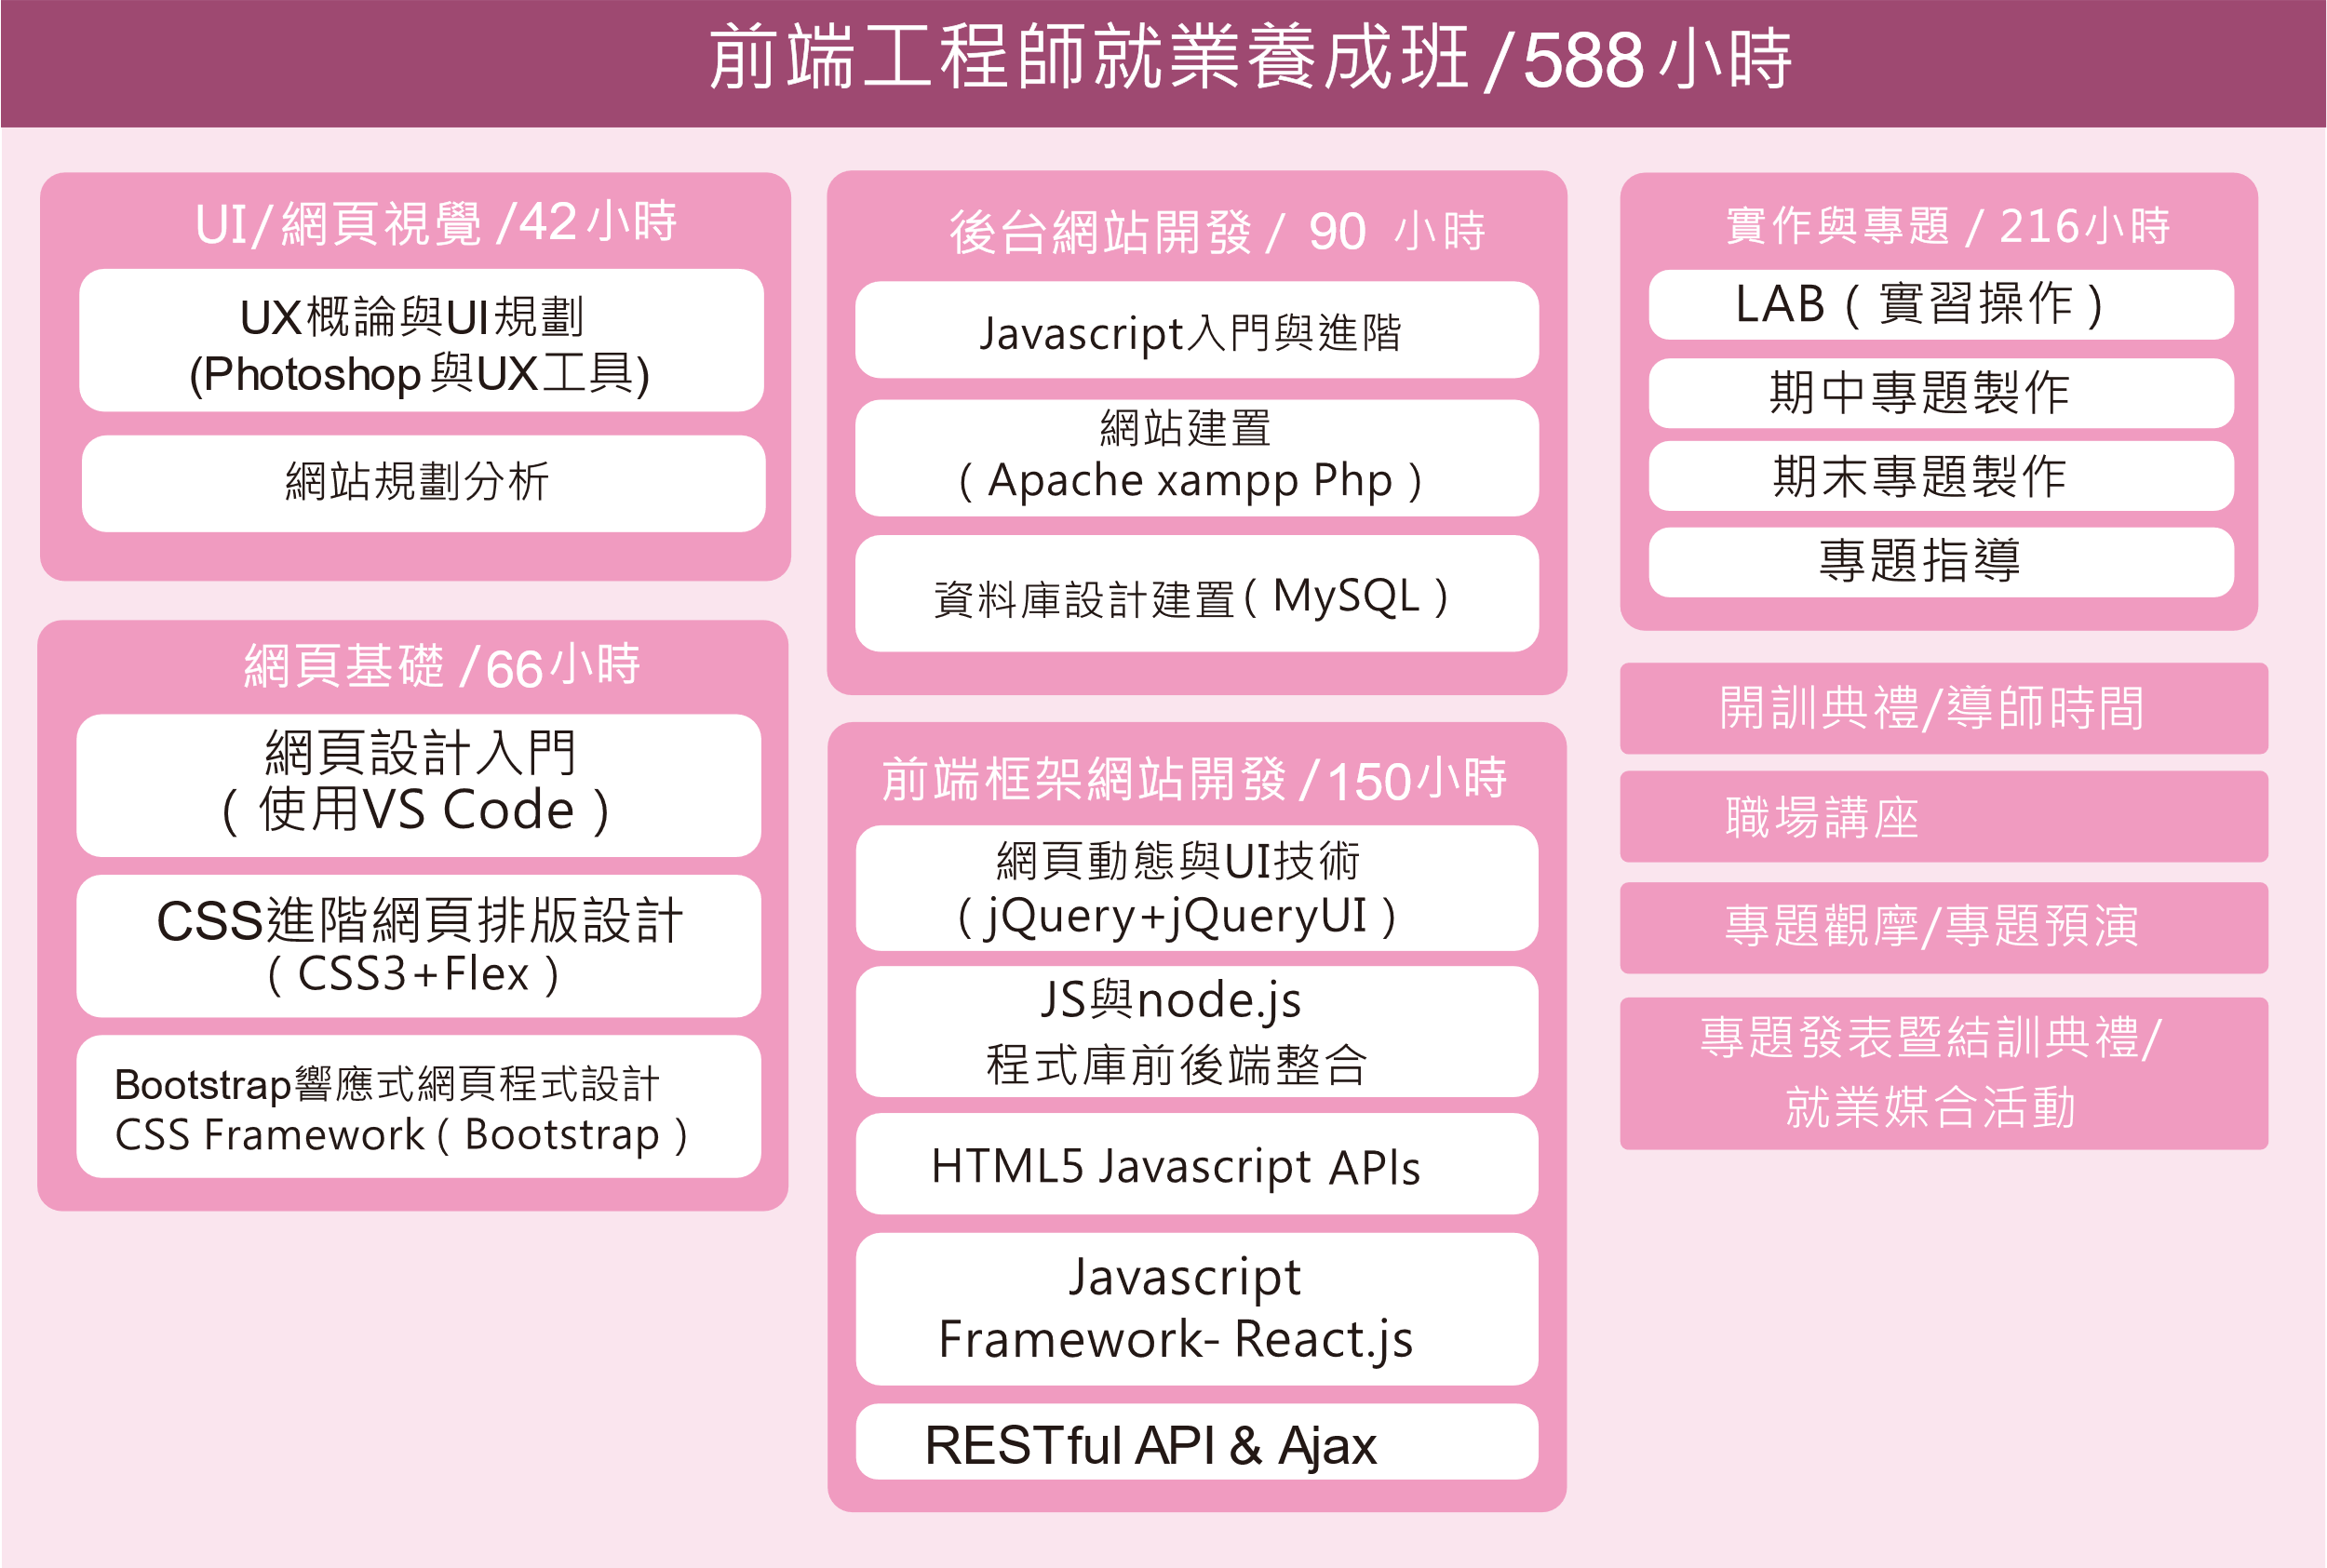 前端工程師就業養成班/588小時
UI/網頁視覺/42小時
UX概論與UI規劃
(Photoshop與UX工具)
網站規劃分析
網頁基礎/66小時
網頁設計入門
(使用VS Code)
CSS進階網頁排版設計
(CSS3+Flex)
Bootstrap響應式網頁程式設計
CSS Framework(Bootstrap)
後台網站開發/ 90 小時
Javascript入門與進階
網站建置
(Apache xampp Php)
資料庫設計建置(MySQL)
前端框架網站開發/150小時
網頁動態與UI技術
(jQuery+jQueryUI)
JS與node.js
程式庫前後端整合
HTML5 Javascript APIs
Javascript
Framework- React.js
RESTful API & Ajax
實作與專題 / 216小時
LAB(實習操作)
期中專題製作
期末專題製作
專題指導
開訓典禮/導師時間
職場講座
專題觀摩/專題預演
專題發表暨結訓典禮/
就業媒合活動